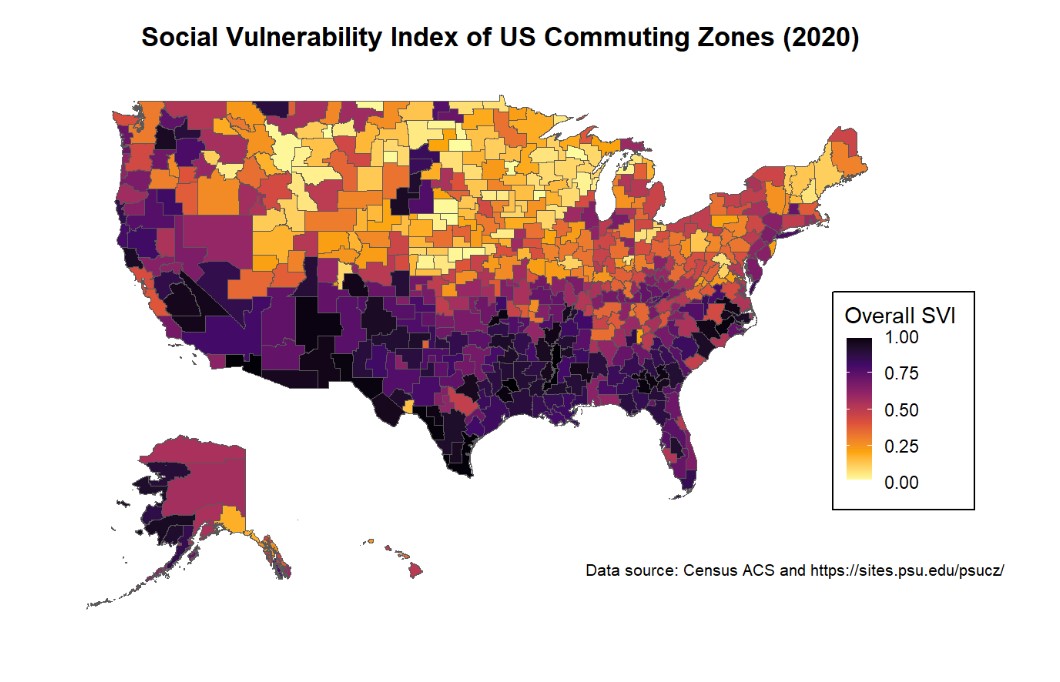 Social Vulnerability Index of US Commuting Zones (2020)
Overall SVI
1.00
0.75
0.50
0.25
0.00
Data source: Census ACS and https://sites.psu.edu/psucz/